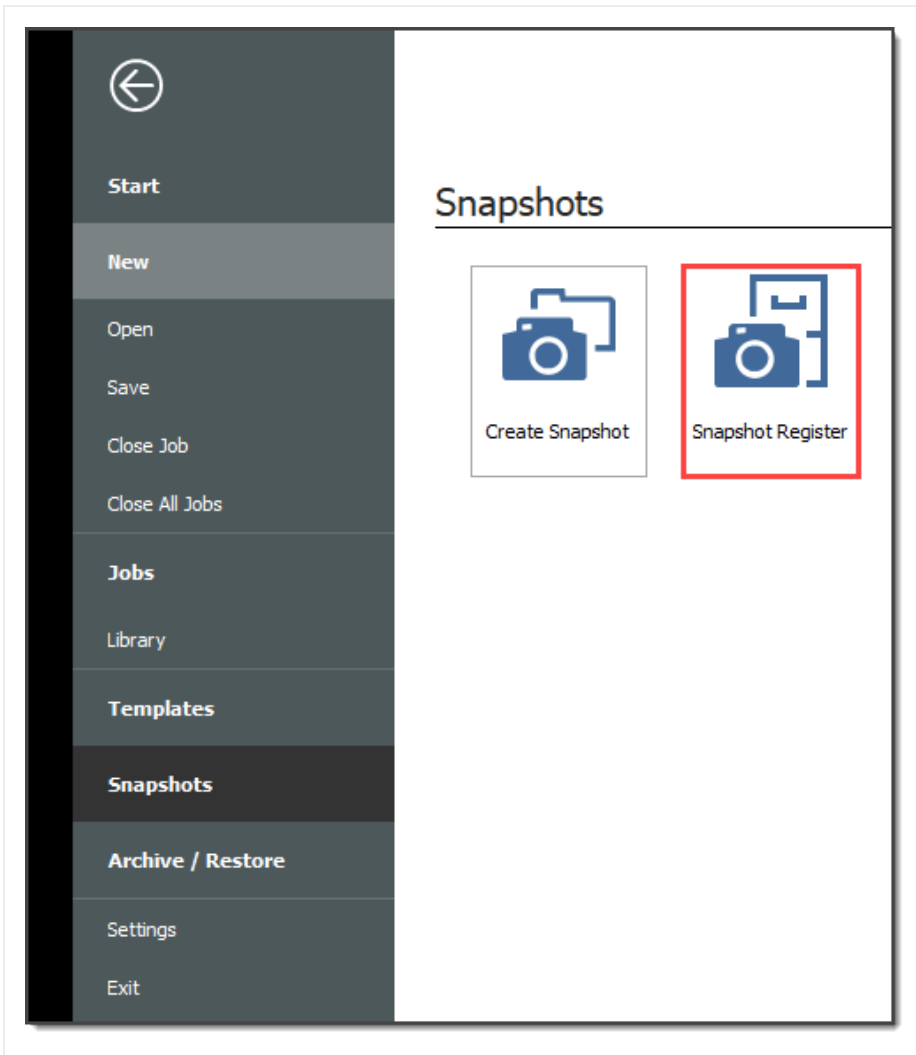 Start
New
Open
Save
Close Job
Close All Jobs
Jobs
Library
Templates
Snapshots
Archive / Restore
Settings
Exit
Snapshots
Create Snapshot
Snapshot Register